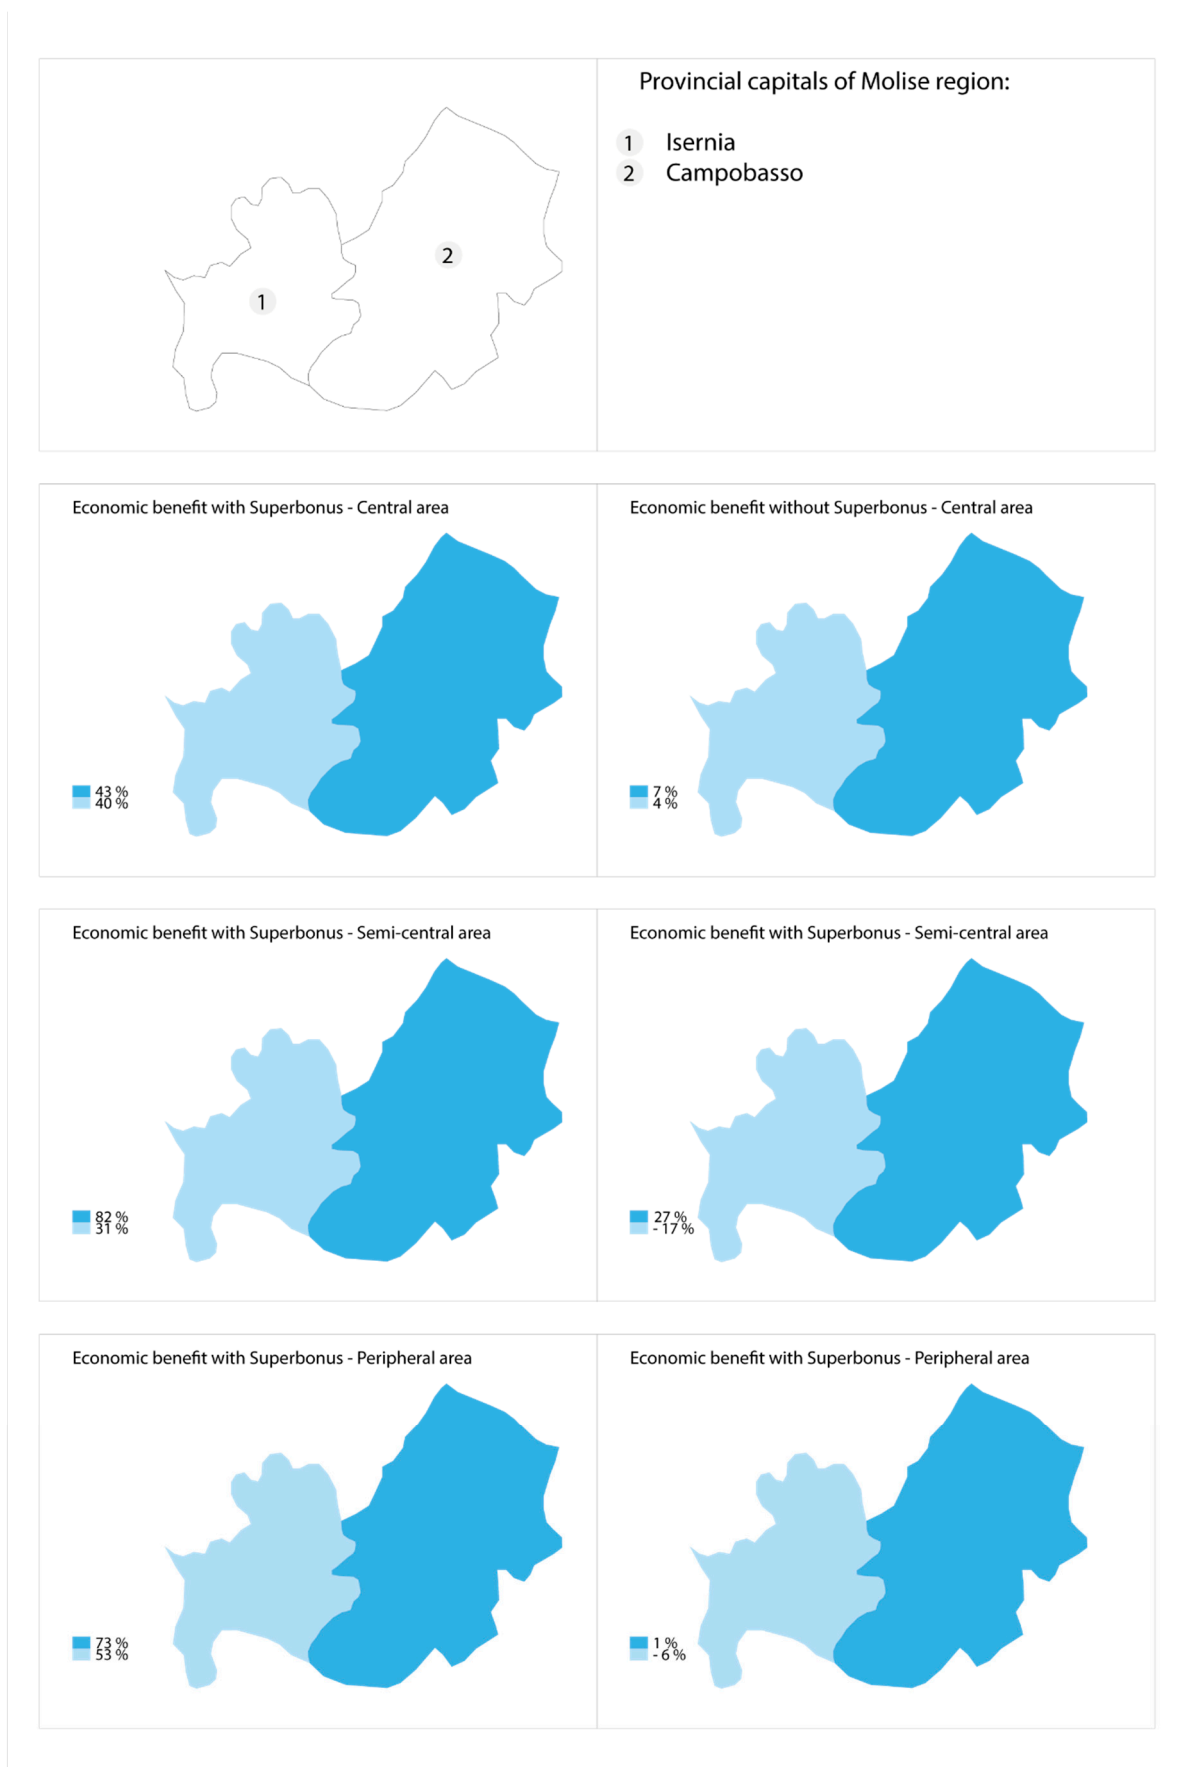 Provincial capitals of Molise region:
1 Isernia
2 Campobasso
1
2
Economic benefit with Superbonus - Central area
43 %
40 %
Economic benefit without Superbonus - Central area
7 %
4 %
Economic benefit with Superbonus - Semi-central area
82 %
31 %
Economic benefit with Superbonus - Semi-central area
27 %
- 17 %
Economic benefit with Superbonus - Peripheral area
73 %
53 %
Economic benefit with Superbonus - Peripheral area
1 %
- 6 %